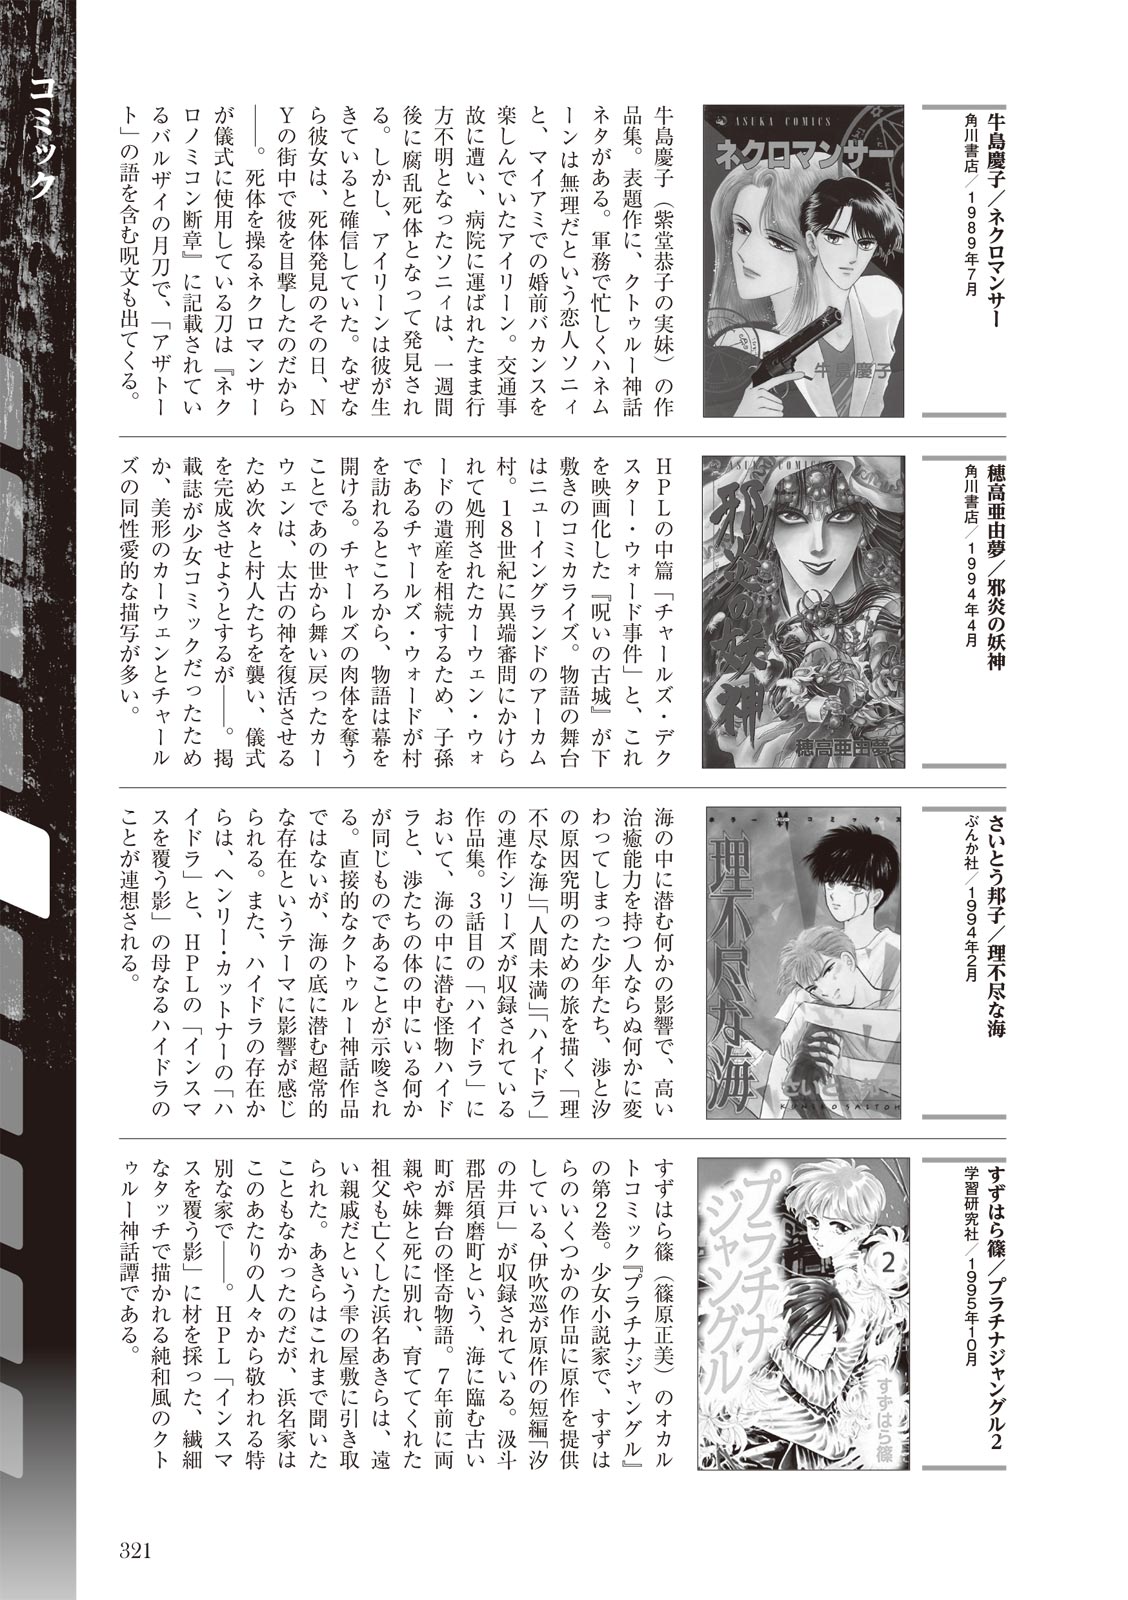 コミック
牛島慶子／ネクロマンサー
角川書店／1989年7月
ASUKA COMICS
ネクロマンサー
牛島慶子
牛島慶子（紫堂恭子の実妹）の作
品集。表題作に、クトゥルー神話
ネタがある。軍務で忙しくハネム
ーンは無理だという恋人ソニィ
と、マイアミでの婚前バカンスを
楽しんでいたアイリーン。交通事
故に遭い、病院に運ばれたまま行
方不明となったソニィは、一週間
後に腐乱死体となって発見され
る。しかし、アイリーンは彼が生
きていると確信していた。なぜな
ら彼女は、死体発見のその日、N
Yの街中で彼を目撃したのだから
――。死体を操るネクロマンサー
が儀式に使用している刀は『ネク
ロノミコン断章』に記載されてい
るバルザイの月刀で、「アザトー
ト」の語を含む呪文も出てくる。
穂高亜由夢／邪炎の妖神
角川書店／1994年4月
ASUKA COMICS
邪炎の妖神
穂高亜由夢
HPLの中篇「チャールズ・デク
スター・ウォード事件」と、これ
を映画化した『呪いの古城』が下
敷きのコミカライズ。物語の舞台
はニューイングランドのアーカム
村。18世紀に異端審問にかけら
れて処刑されたカーウェン・ウォ
ードの遺産を相続するため、子孫
であるチャールズ・ウォードが村
を訪れるところから、物語は幕を
開ける。チャールズの肉体を奪う
ことであの世から舞い戻ったカー
ウェンは、太古の神を復活させる
ため次々と村人たちを襲い、儀式
を完成させようとするが――。掲
載誌が少女コミックだったため
か、美形のカーウェンとチャール
ズの同性愛的な描写が多い。
さいとう邦子／理不尽な海
ぶんか社／1994年2月
ホラーMコミックス
理不尽な海
さいとう邦子
KUNIKO SAITOH
海の中に潜む何かの影響で、高い
治癒能力を持つ人ならぬ何かに変
わってしまった少年たち、渉と汐
の原因究明のための旅を描く「理
不尽な海」「人間未満」「ハイドラ」
の連作シリーズが収録されている
作品集。3話目の「ハイドラ」に
おいて、海の中に潜む怪物ハイド
ラと、渉たちの体の中にいる何か
が同じものであることが示唆され
る。直接的なクトゥルー神話作品
ではないが、海の底に潜む超常的
な存在というテーマに影響が感じ
られる。また、ハイドラの存在か
らは、ヘンリー・カットナーの「ハ
イドラ」と、HPLの「インスマ
スを覆う影」の母なるハイドラの
ことが連想される。
すずはら篠／プラチナジャングル2
学習研究社／1995年10月
プラチナ
ジャングル
2
すずはら篠
すずはら篠（篠原正美）のオカル
トコミック『プラチナジャングル』
の第2巻。少女小説家で、すずは
らのいくつかの作品に原作を提供
している、伊吹巡が原作の短編「汐
の井戸」が収録されている。汲斗
郡居須磨町という、海に臨む古い
町が舞台の怪奇物語。7年前に両
親や妹と死に別れ、育ててくれた
祖父も亡くした浜名あきらは、遠
い親戚だという雫の屋敷に引き取
られた。あきらはこれまで聞いた
こともなかったのだが、浜名家は
このあたりの人々から敬われる特
別な家で――。HPL「インスマ
スを覆う影」に材を採った、繊細
なタッチで描かれる純和風のクト
ゥルー神話譚である。
321